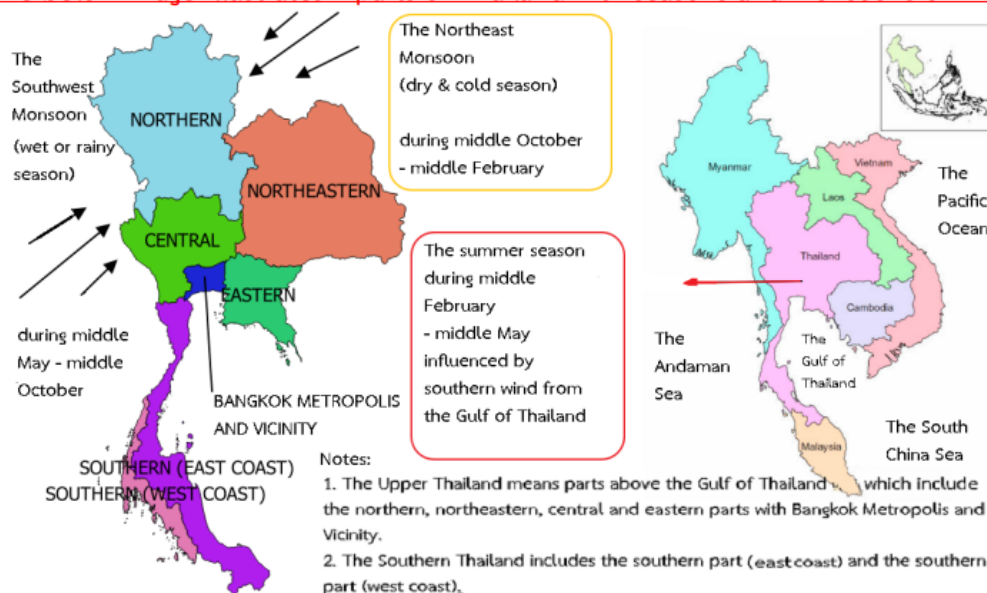 The
Southwest
Monsoon
(wet or rainy
season)
NORTHERN
NORTHEASTERN
CENTRAL
EASTERN
during middle
May - middle
October
BANGKOK METROPOLIS
AND VICINITY
SOUTHERN (EAST COAST)
SOUTHERN (WEST COAST)
The Northeast
Monsoon
(dry & cold season)
during middle October
- middle February
The summer season
during middle
February
- middle May
influenced by
southern wind from
the Gulf of Thailand
Myanmar
Vietnam
Laos
Thailand
Cambodia
Malaysia
The
Pacific
Ocean
The
Andaman
Sea
The
Gulf of
Thailand
The South
China Sea
Notes:
1. The Upper Thailand means parts above the Gulf of Thailand which include
the northern, northeastern, central and eastern parts with Bangkok Metropolis and
Vicinity.
2. The Southern Thailand includes the southern part (east coast) and the southern
part (west coast).